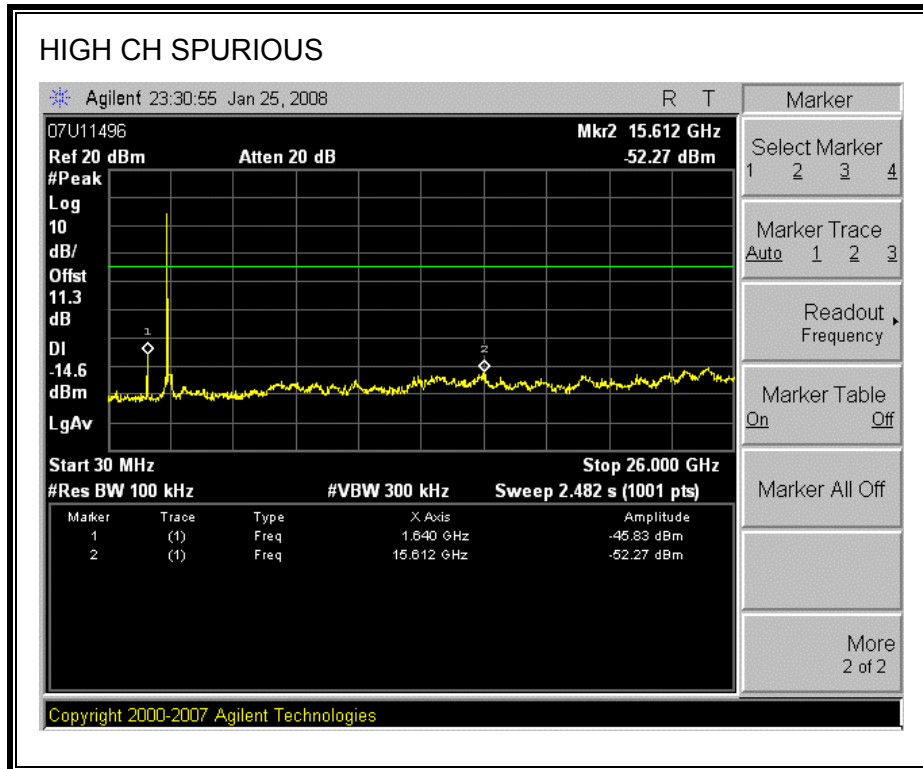 HIGH CH SPURIOUS
Agilent 23:30:55 Jan 25, 2008 R T
Marker
07U11496 Mkr2 15.612 GHz
Ref 20 dBm Atten 20 dB -52.27 dBm
#Peak
Log
10
dB/
Offst
11.3
dB
DI
-14.6
dBm
LgAv
1
2
Start 30 MHz Stop 26.000 GHz
#Res BW 100 kHz #VBW 300 kHz Sweep 2.482 s (1001 pts)
Marker Trace Type X Axis Amplitude
1 (1) Freq 1.640 GHz -45.83 dBm
2 (1) Freq 15.612 GHz -52.27 dBm
Select Marker
1 2 3 4
Marker Trace
Auto 1 2 3
Readout
Frequency
Marker Table
On Off
Marker All Off
More
2 of 2
Copyright 2000-2007 Agilent Technologies